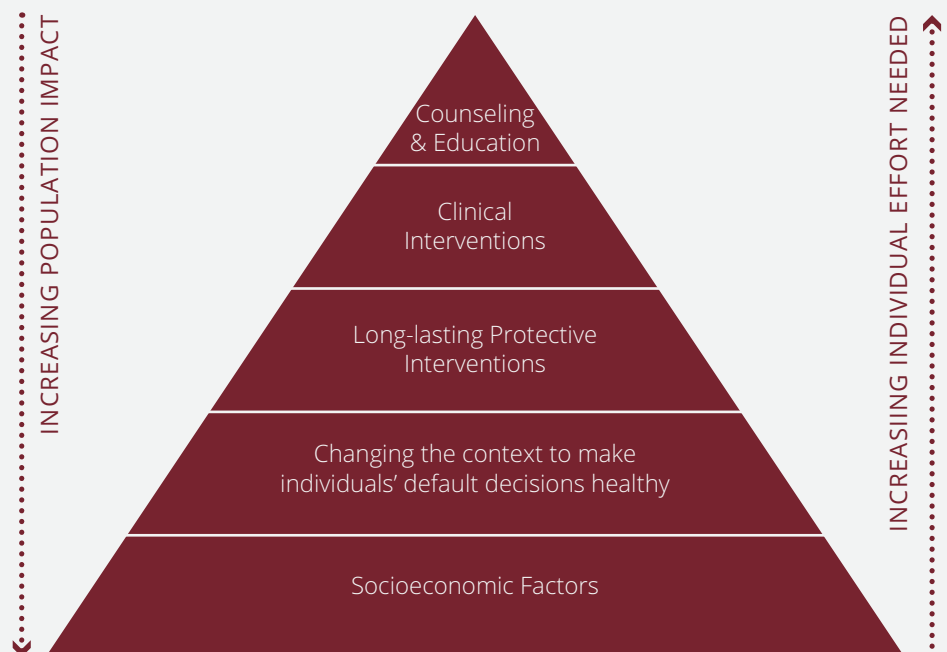 INCREASING POPULATION IMPACT
Counseling
& Education
Clinical
Interventions
Long-lasting Protective
Interventions
Changing the context to make
individuals’ default decisions healthy
Socioeconomic Factors
INCREASIING INDIVIDUAL EFFORT NEEDED